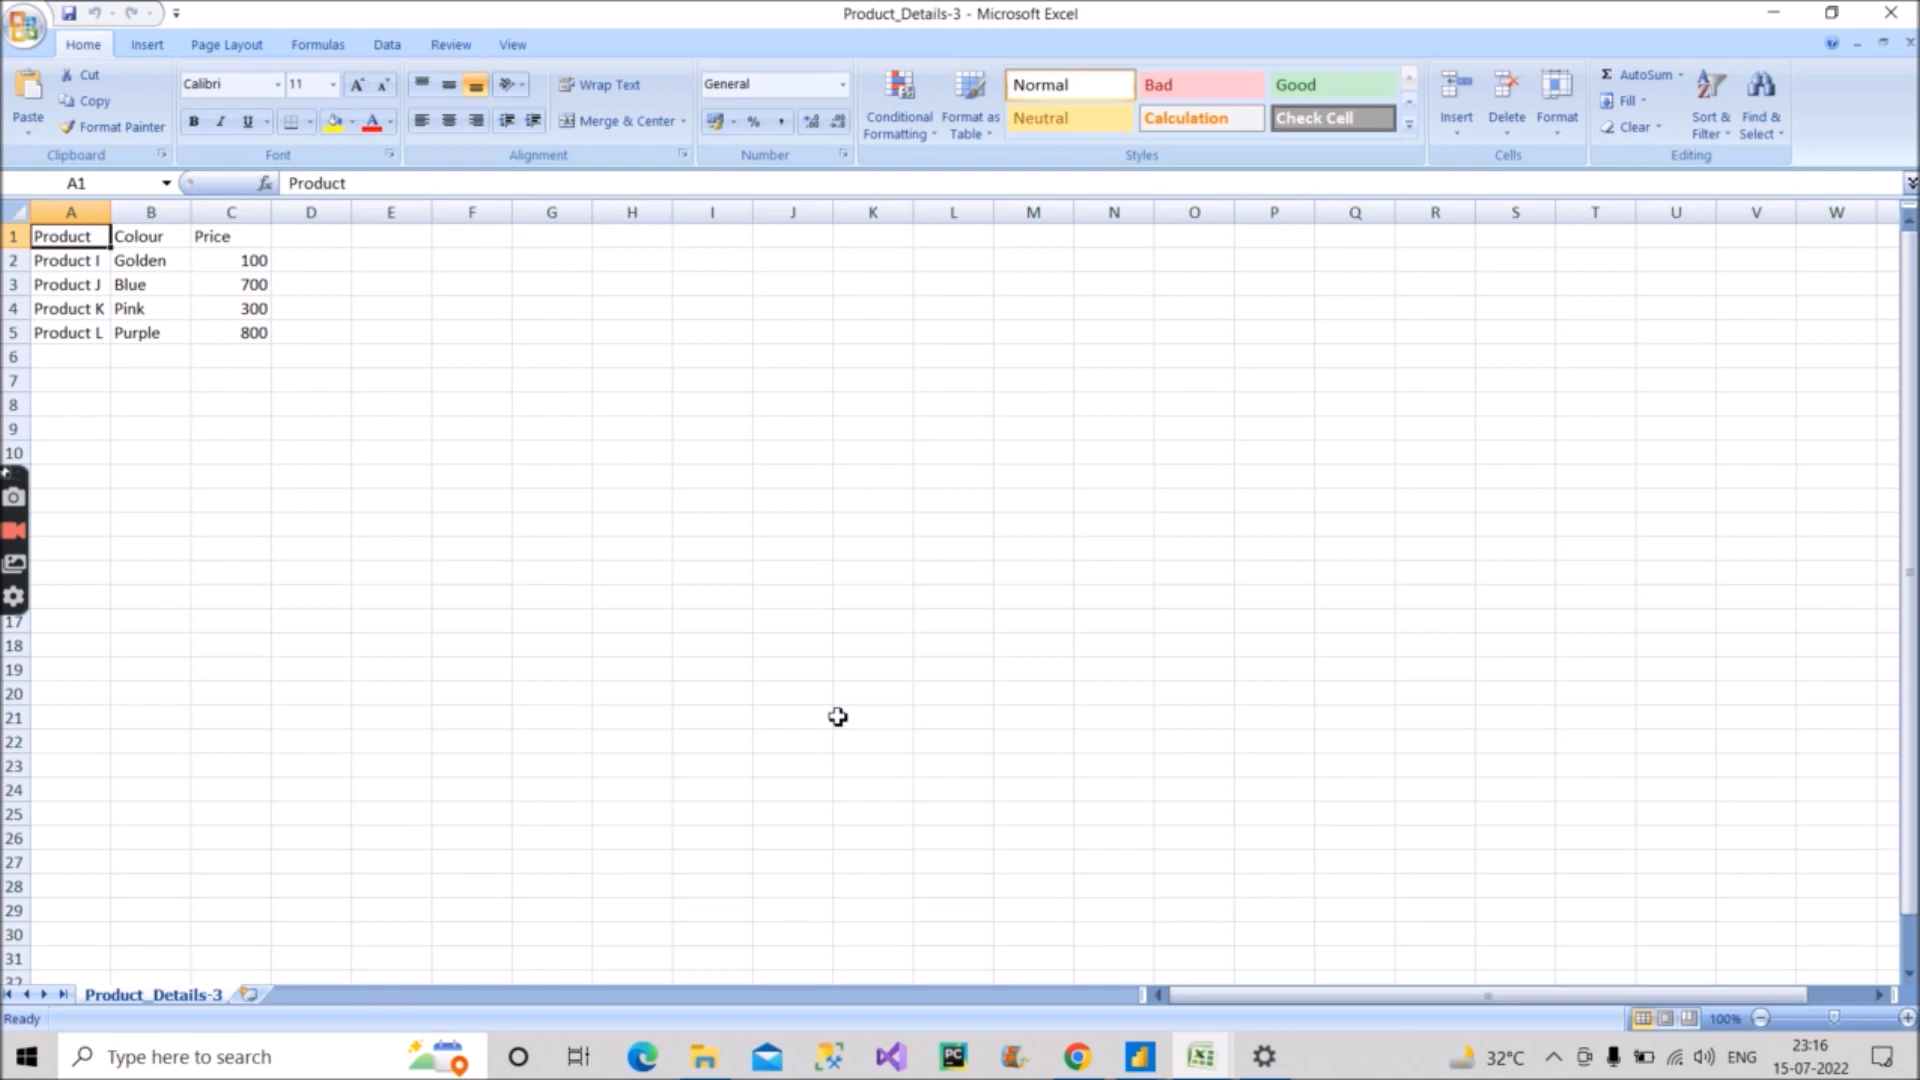 Product_Details-3 - Microsoft Excel
Home Insert Page Layout Formulas Data Review View
Paste
Cut
Copy
Format Painter
Clipboard
Calibri 11
B I U
Font
Wrap Text
Merge & Center
Alignment
General
%
Number
Conditional Formatting
Format as Table
Normal Bad Good
Neutral Calculation Check Cell
Styles
Insert Delete Format
Cells
Σ AutoSum
Fill
Clear
Sort & Filter
Find & Select
Editing
A1 fx Product
A B C D E F G H I J K L M N O P Q R S T U V W
1 Product Colour Price
2 Product I Golden 100
3 Product J Blue 700
4 Product K Pink 300
5 Product L Purple 800
6
7
8
9
10
17
18
19
20
21
22
23
24
25
26
27
28
29
30
31
32
Product_Details-3
Ready 100%
Type here to search
PC
32°C ENG
23:16
15-07-2022